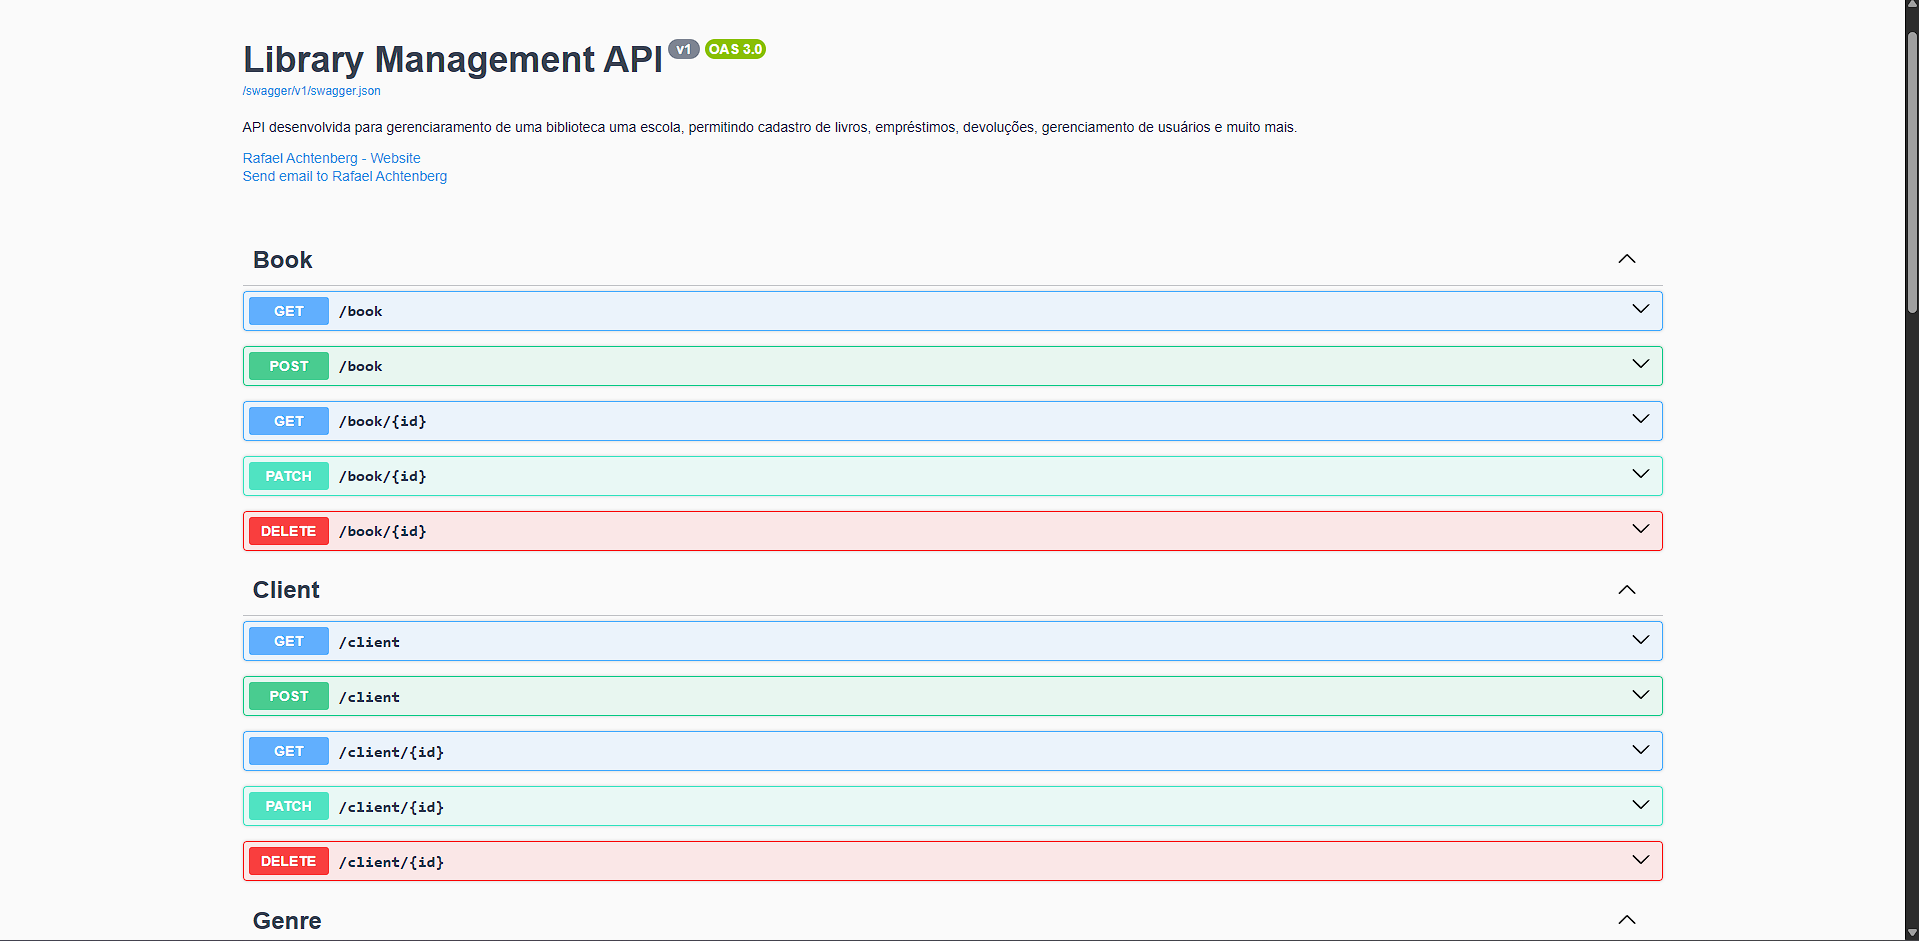 Library Management API v1 OAS 3.0
/swagger/v1/swagger.json
API desenvolvida para gerenciaramento de uma biblioteca uma escola, permitindo cadastro de livros, empréstimos, devoluções, gerenciamento de usuários e muito mais.
Rafael Achtenberg - Website
Send email to Rafael Achtenberg
Book
GET /book
POST /book
GET /book/{id}
PATCH /book/{id}
DELETE /book/{id}
Client
GET /client
POST /client
GET /client/{id}
PATCH /client/{id}
DELETE /client/{id}
Genre